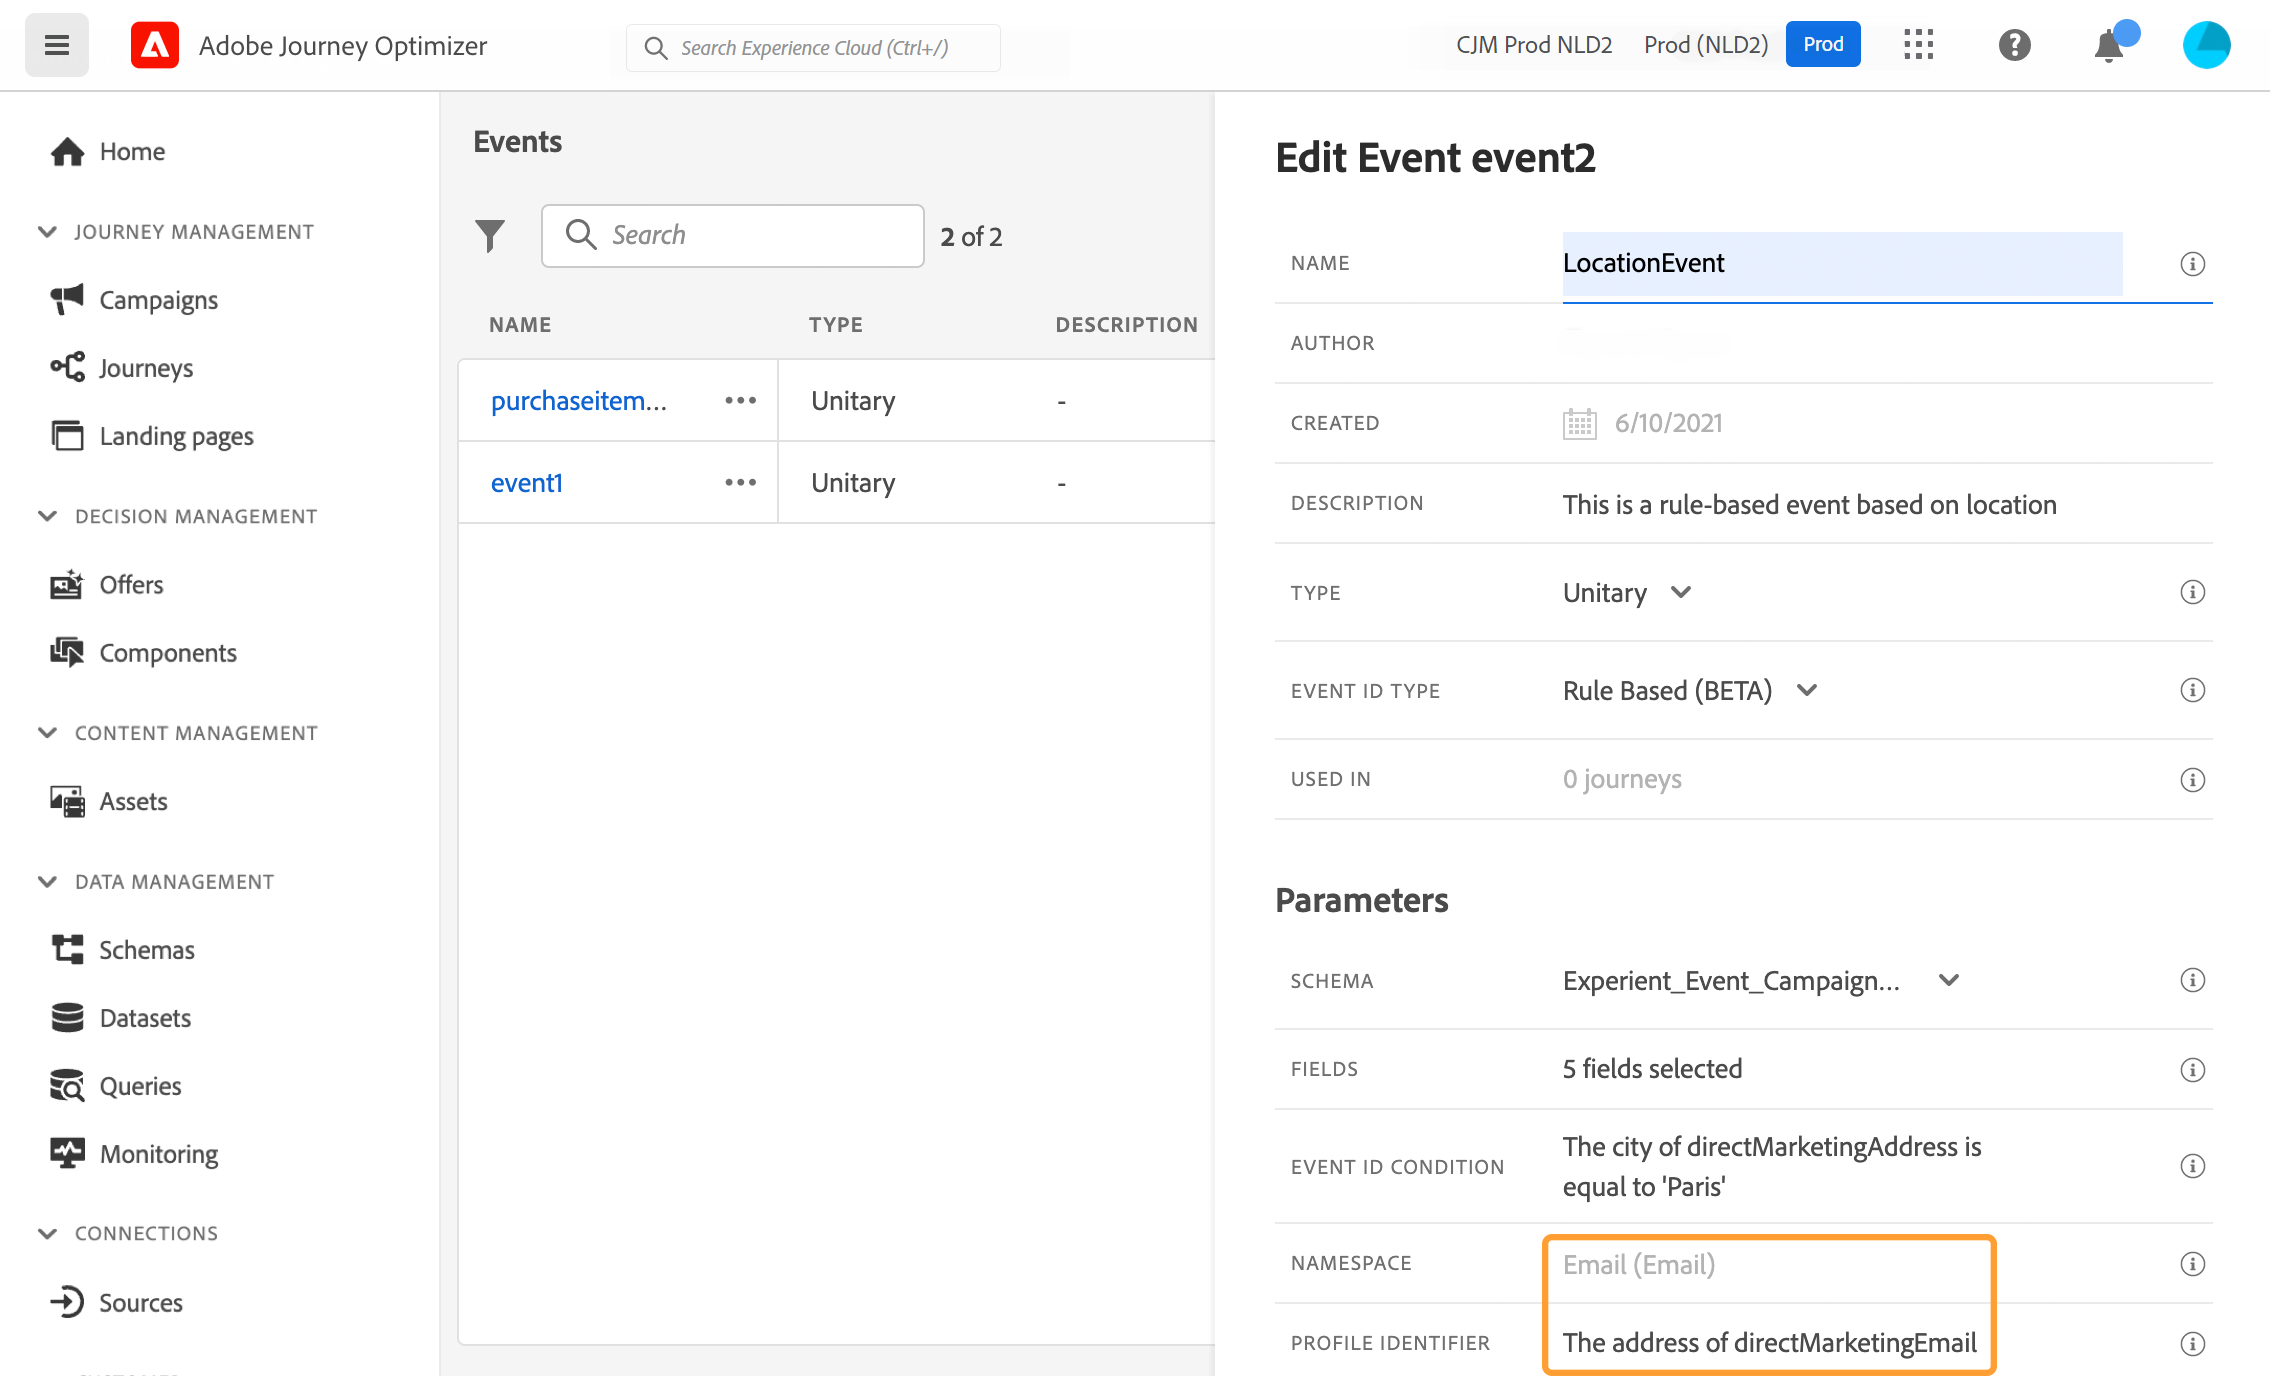 Adobe Journey Optimizer
Search Experience Cloud (Ctrl+/)
CJM Prod NLD2
Prod (NLD2)
Prod
Home
JOURNEY MANAGEMENT
Campaigns
Journeys
Landing pages
DECISION MANAGEMENT
Offers
Components
CONTENT MANAGEMENT
Assets
DATA MANAGEMENT
Schemas
Datasets
Queries
Monitoring
CONNECTIONS
Sources
Events
Search
2 of 2
NAME TYPE DESCRIPTION
purchaseitem... ••• Unitary -
event1 ••• Unitary -
Edit Event event2
NAME LocationEvent
AUTHOR
CREATED 6/10/2021
DESCRIPTION This is a rule-based event based on location
TYPE Unitary
EVENT ID TYPE Rule Based (BETA)
USED IN 0 journeys
Parameters
SCHEMA Experient_Event_Campaign...
FIELDS 5 fields selected
EVENT ID CONDITION The city of directMarketingAddress is
equal to 'Paris'
NAMESPACE Email (Email)
PROFILE IDENTIFIER The address of directMarketingEmail